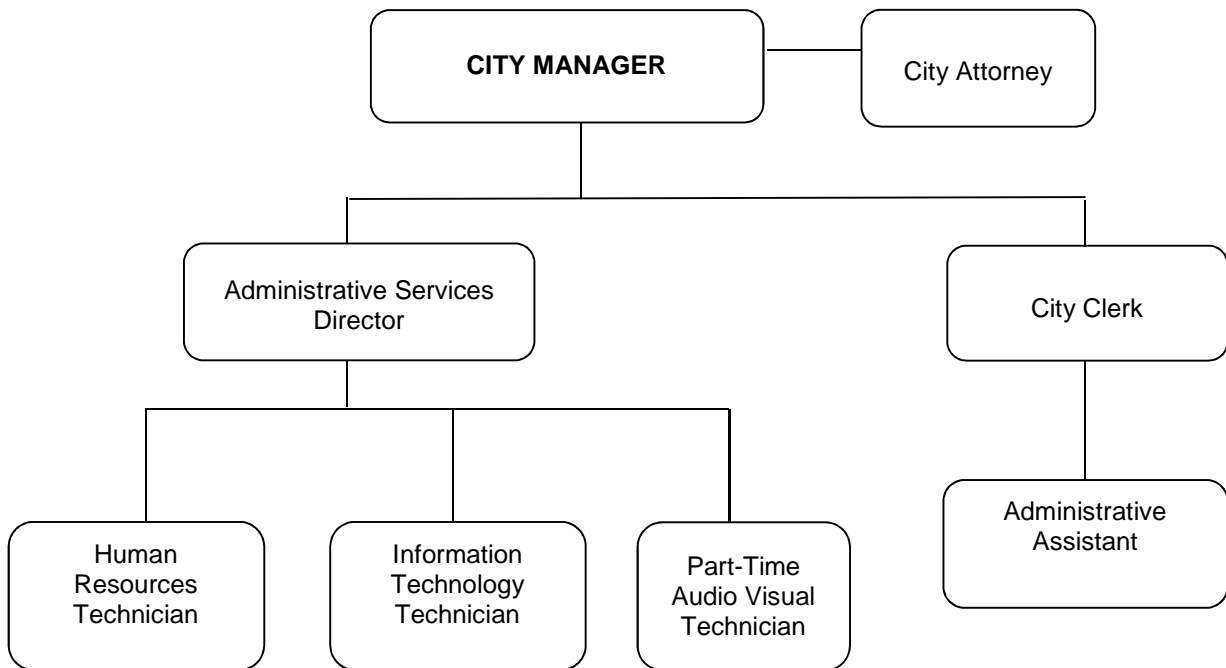 CITY MANAGER
City Attorney
Administrative Services
Director
City Clerk
Human
Resources
Technician
Information
Technology
Technician
Part-Time
Audio Visual
Technician
Administrative
Assistant